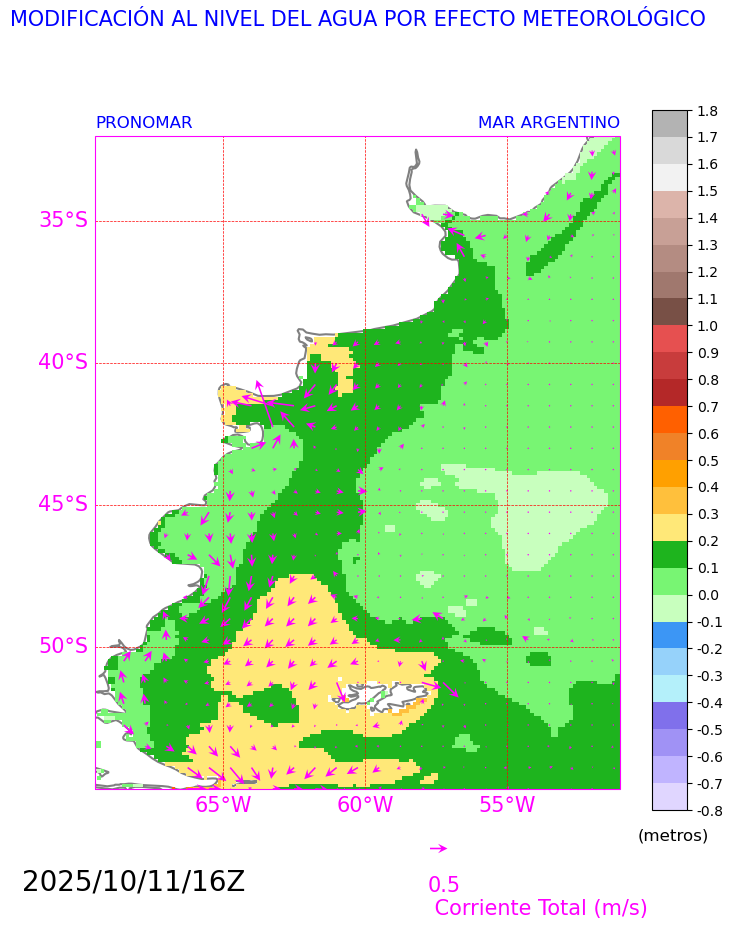 MODIFICACIÓN AL NIVEL DEL AGUA POR EFECTO METEOROLÓGICO
PRONOMAR MAR ARGENTINO
35°S
40°S
45°S
50°S
65°W 60°W 55°W
1.8
1.7
1.6
1.5
1.4
1.3
1.2
1.1
1.0
0.9
0.8
0.7
0.6
0.5
0.4
0.3
0.2
0.1
0.0
-0.1
-0.2
-0.3
-0.4
-0.5
-0.6
-0.7
-0.8
(metros)
2025/10/11/16Z
0.5
Corriente Total (m/s)